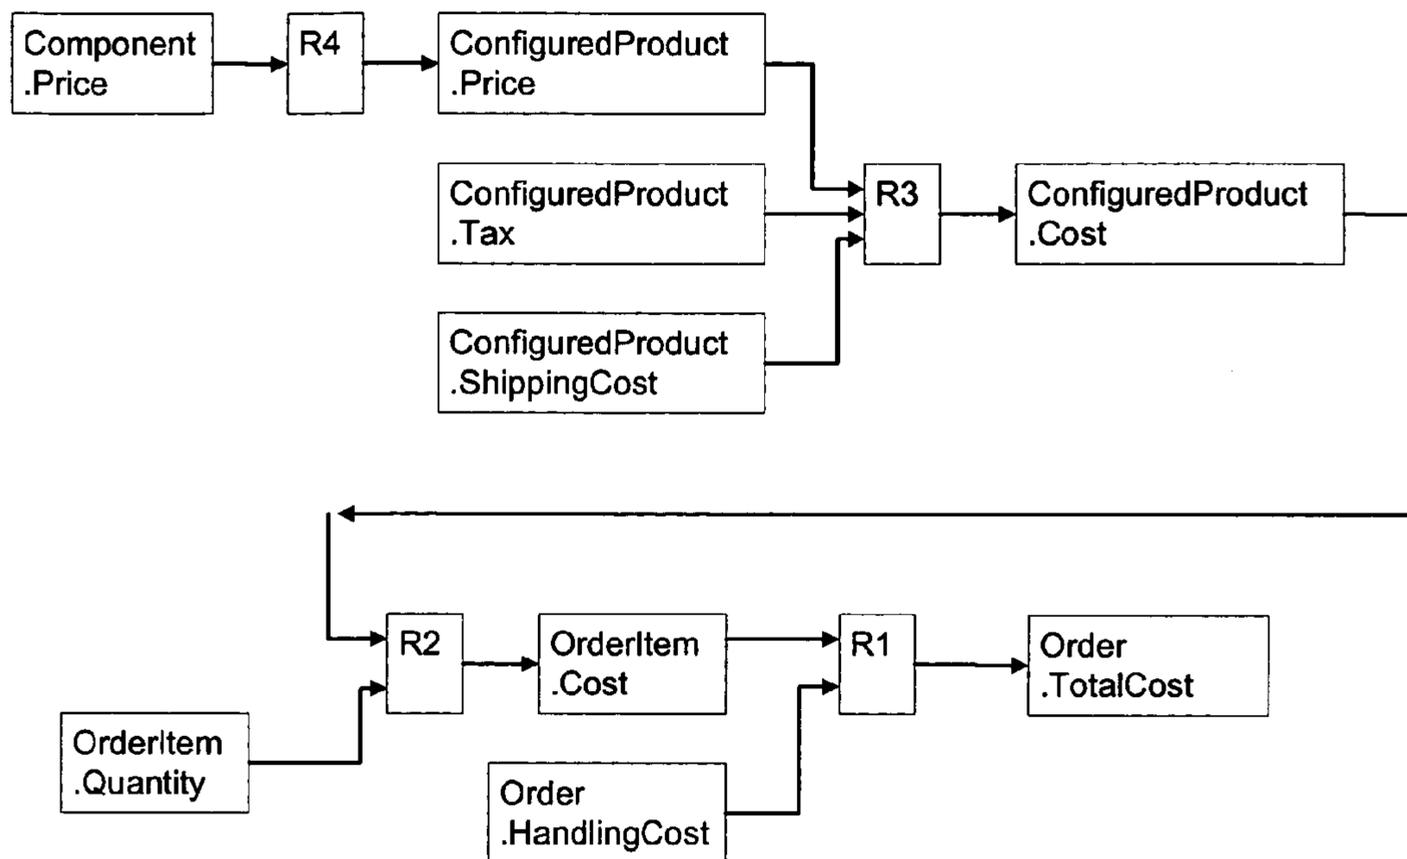 Component
.Price
R4
ConfiguredProduct
.Price
ConfiguredProduct
.Tax
R3
ConfiguredProduct
.Cost
ConfiguredProduct
.ShippingCost
R2
OrderItem
.Cost
R1
Order
.TotalCost
OrderItem
.Quantity
Order
.HandlingCost